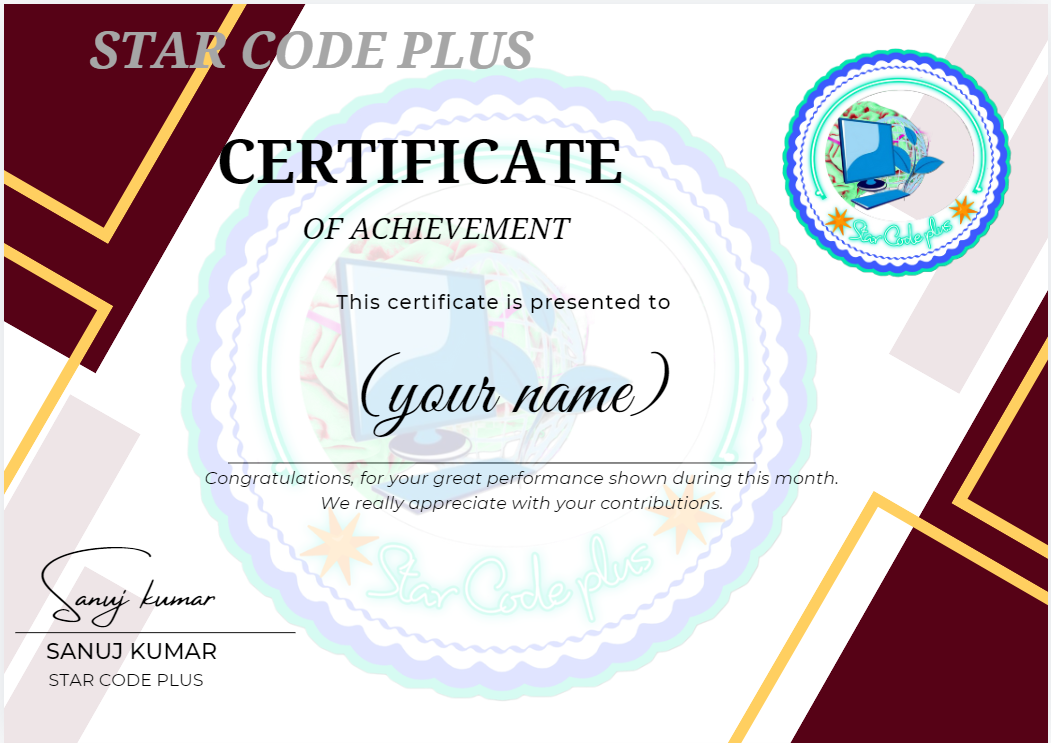 STAR CODE PLUS
CERTIFICATE
OF ACHIEVEMENT
Star Code plus
This certificate is presented to
(your name)
Congratulations, for your great performance shown during this month.
We really appreciate with your contributions.
Star Code plus
Sanuj kumar
SANUJ KUMAR
STAR CODE PLUS